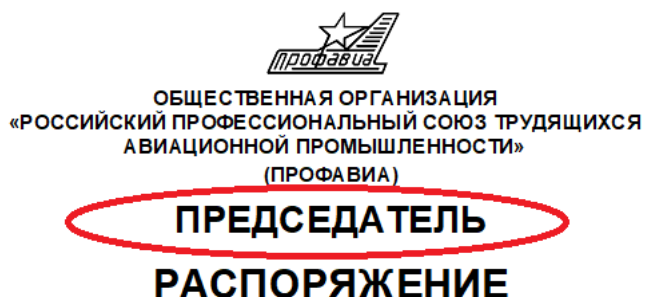 профавиа
ОБЩЕСТВЕННАЯ ОРГАНИЗАЦИЯ
«РОССИЙСКИЙ ПРОФЕССИОНАЛЬНЫЙ СОЮЗ ТРУДЯЩИХСЯ
АВИАЦИОННОЙ ПРОМЫШЛЕННОСТИ»
(ПРОФАВИА)
ПРЕДСЕДАТЕЛЬ
РАСПОРЯЖЕНИЕ